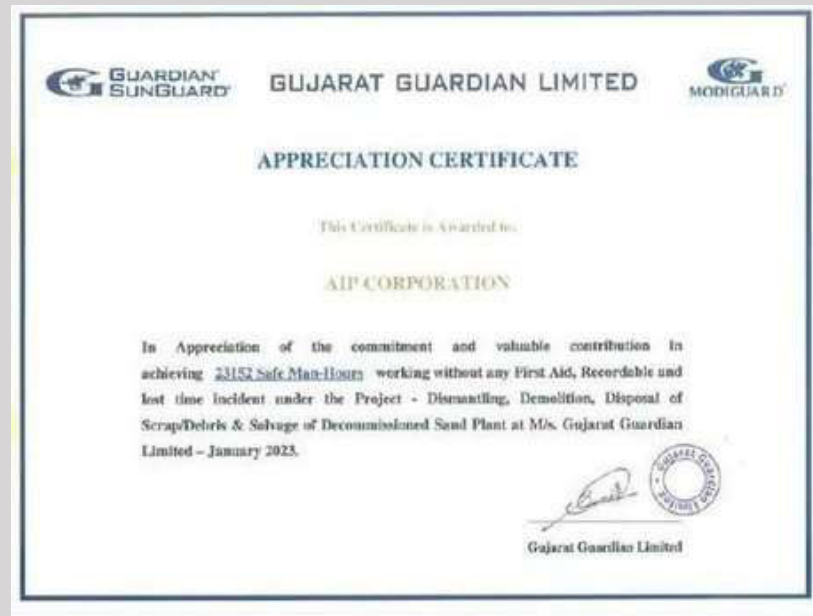 GUARDIAN
SUNGUARD
GUJARAT GUARDIAN LIMITED
MODIGUARD
APPRECIATION CERTIFICATE
This Certificate is Awarded to:
AIP CORPORATION
In Appreciation of the commitment and valuable contribution in
achieving 23152 Safe Man-Hours working without any First Aid, Recordable and
lost time incident under the Project - Dismantling, Demolition, Disposal of
Scrap/Debris & Salvage of Decommissioned Sand Plant at M/s. Gujarat Guardian
Limited – January 2023.
Gujarat Guardian Limited
Gujarat Guardian Limited